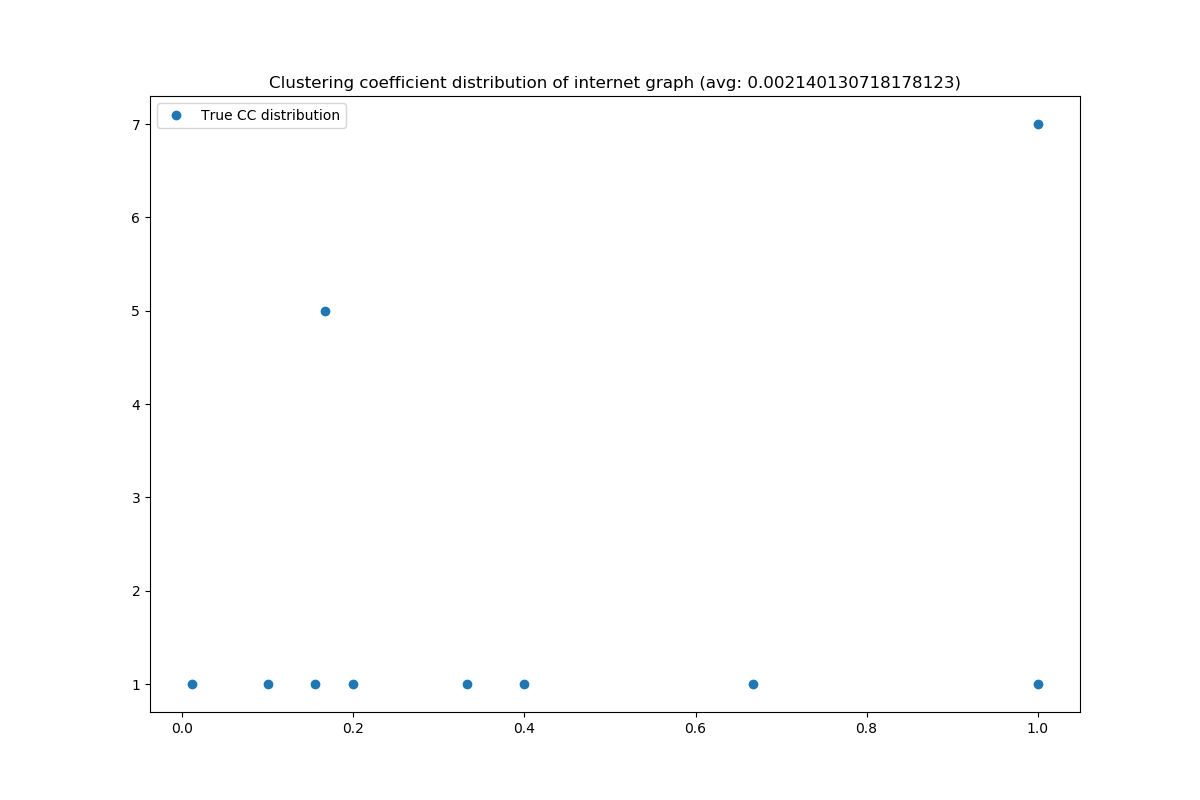 Clustering coefficient distribution of internet graph (avg: 0.002140130718178123)
True CC distribution
7
6
5
4
3
2
1
0.0 0.2 0.4 0.6 0.8 1.0